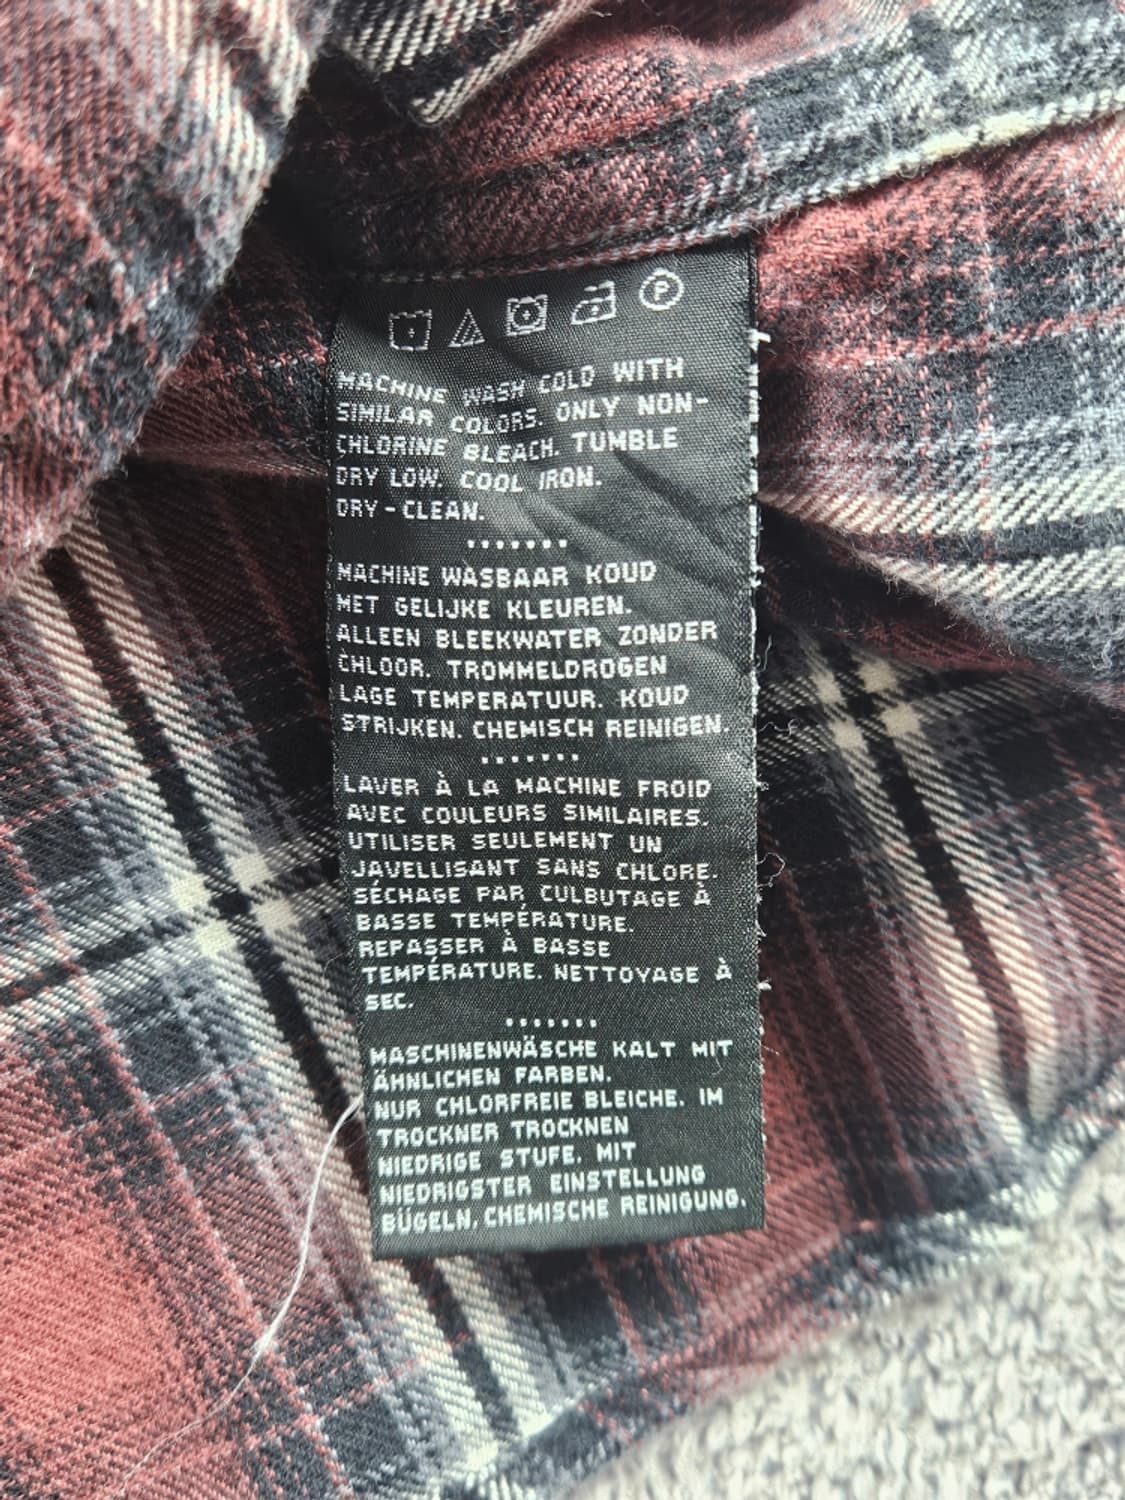 P
MACHINE WASH COLD WITH
SIMILAR COLORS. ONLY NON-
CHLORINE BLEACH. TUMBLE
DRY LOW. COOL IRON.
DRY-CLEAN.
.......
MACHINE WASBAAR KOUD
MET GELIJKE KLEUREN.
ALLEEN BLEEKWATER ZONDER
CHLOOR. TROMMELDROGEN
LAGE TEMPERATUUR. KOUD
STRIJKEN. CHEMISCH REINIGEN.
.......
LAVER À LA MACHINE FROID
AVEC COULEURS SIMILAIRES.
UTILISER SEULEMENT UN
JAVELLISANT SANS CHLORE.
SÉCHAGE PAR CULBUTAGE À
BASSE TEMPÉRATURE.
REPASSER À BASSE
TEMPÉRATURE. NETTOYAGE À
SEC.
.......
MASCHINENWÄSCHE KALT MIT
ÄHNLICHEN FARBEN.
NUR CHLORFREIE BLEICHE. IM
TROCKNER TROCKNEN
NIEDRIGE STUFE. MIT
NIEDRIGSTER EINSTELLUNG
BÜGELN, CHEMISCHE REINIGUNG.